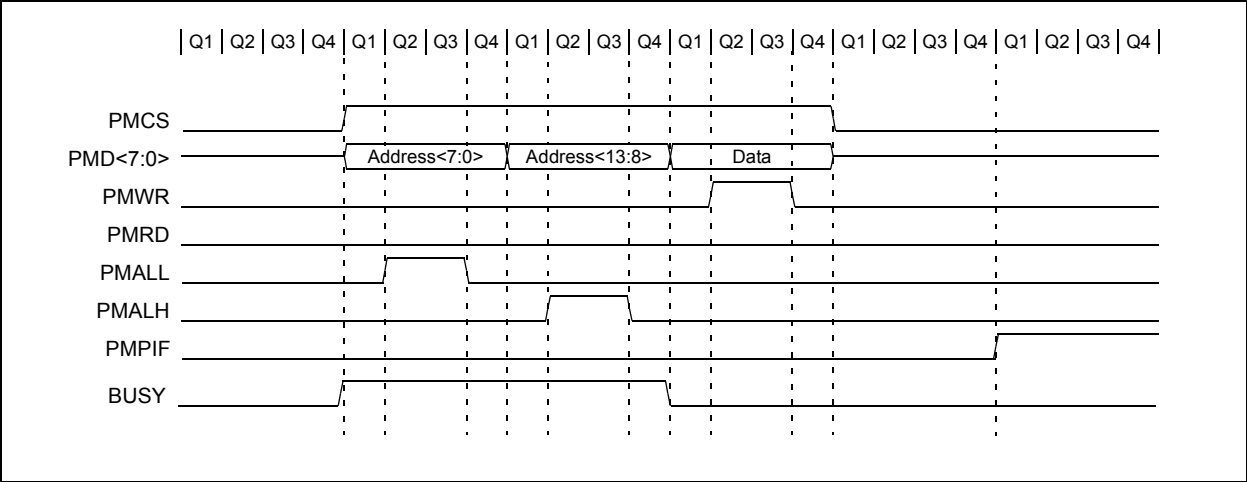 Q1 Q2 Q3 Q4 Q1 Q2 Q3 Q4 Q1 Q2 Q3 Q4 Q1 Q2 Q3 Q4 Q1 Q2 Q3 Q4 Q1 Q2 Q3 Q4
PMCS
PMD<7:0> Address<7:0> Address<13:8> Data
PMWR
PMRD
PMALL
PMALH
PMPIF
BUSY